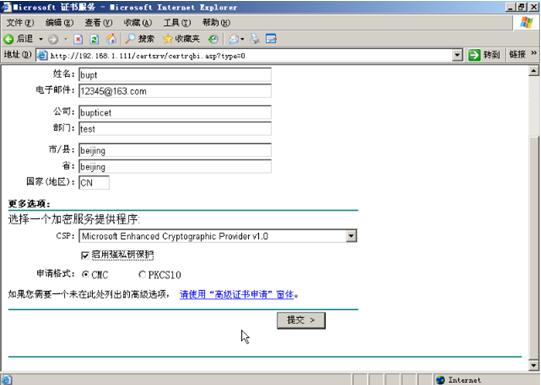 Microsoft 证书服务 - Microsoft Internet Explorer
文件(F) 编辑(E) 查看(V) 收藏(A) 工具(T) 帮助(H)
后退 搜索 收藏夹
地址(D) http://192.168.1.111/certsrv/certrqbi.asp?type=0 转到 链接 »
姓名: bupt
电子邮件: 12345@163.com
公司: bupticet
部门: test
市/县: beijing
省: beijing
国家(地区): CN
更多选项:
选择一个加密服务提供程序:
CSP: Microsoft Enhanced Cryptographic Provider v1.0
启用强私钥保护
申请格式: CMC PKCS10
如果您需要一个未在此处列出的高级选项， 请使用“高级证书申请”窗体。
提交 >
Internet